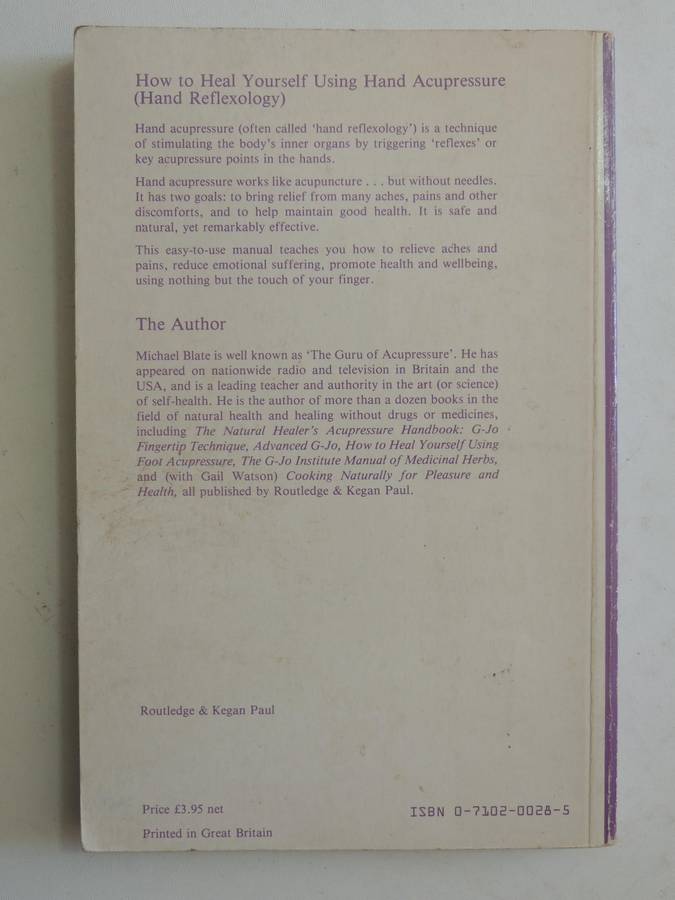 How to Heal Yourself Using Hand Acupressure
(Hand Reflexology)
Hand acupressure (often called ‘hand reflexology’) is a technique
of stimulating the body’s inner organs by triggering ‘reflexes’ or
key acupressure points in the hands.
Hand acupressure works like acupuncture . . . but without needles.
It has two goals: to bring relief from many aches, pains and other
discomforts, and to help maintain good health. It is safe and
natural, yet remarkably effective.
This easy-to-use manual teaches you how to relieve aches and
pains, reduce emotional suffering, promote health and wellbeing,
using nothing but the touch of your finger.
The Author
Michael Blate is well known as ‘The Guru of Acupressure’. He has
appeared on nationwide radio and television in Britain and the
USA, and is a leading teacher and authority in the art (or science)
of self-health. He is the author of more than a dozen books in the
field of natural health and healing without drugs or medicines,
including The Natural Healer’s Acupressure Handbook: G-Jo
Fingertip Technique, Advanced G-Jo, How to Heal Yourself Using
Foot Acupressure, The G-Jo Institute Manual of Medicinal Herbs,
and (with Gail Watson) Cooking Naturally for Pleasure and
Health, all published by Routledge & Kegan Paul.
Routledge & Kegan Paul
Price £3.95 net
ISBN 0-7102-0028-5
Printed in Great Britain